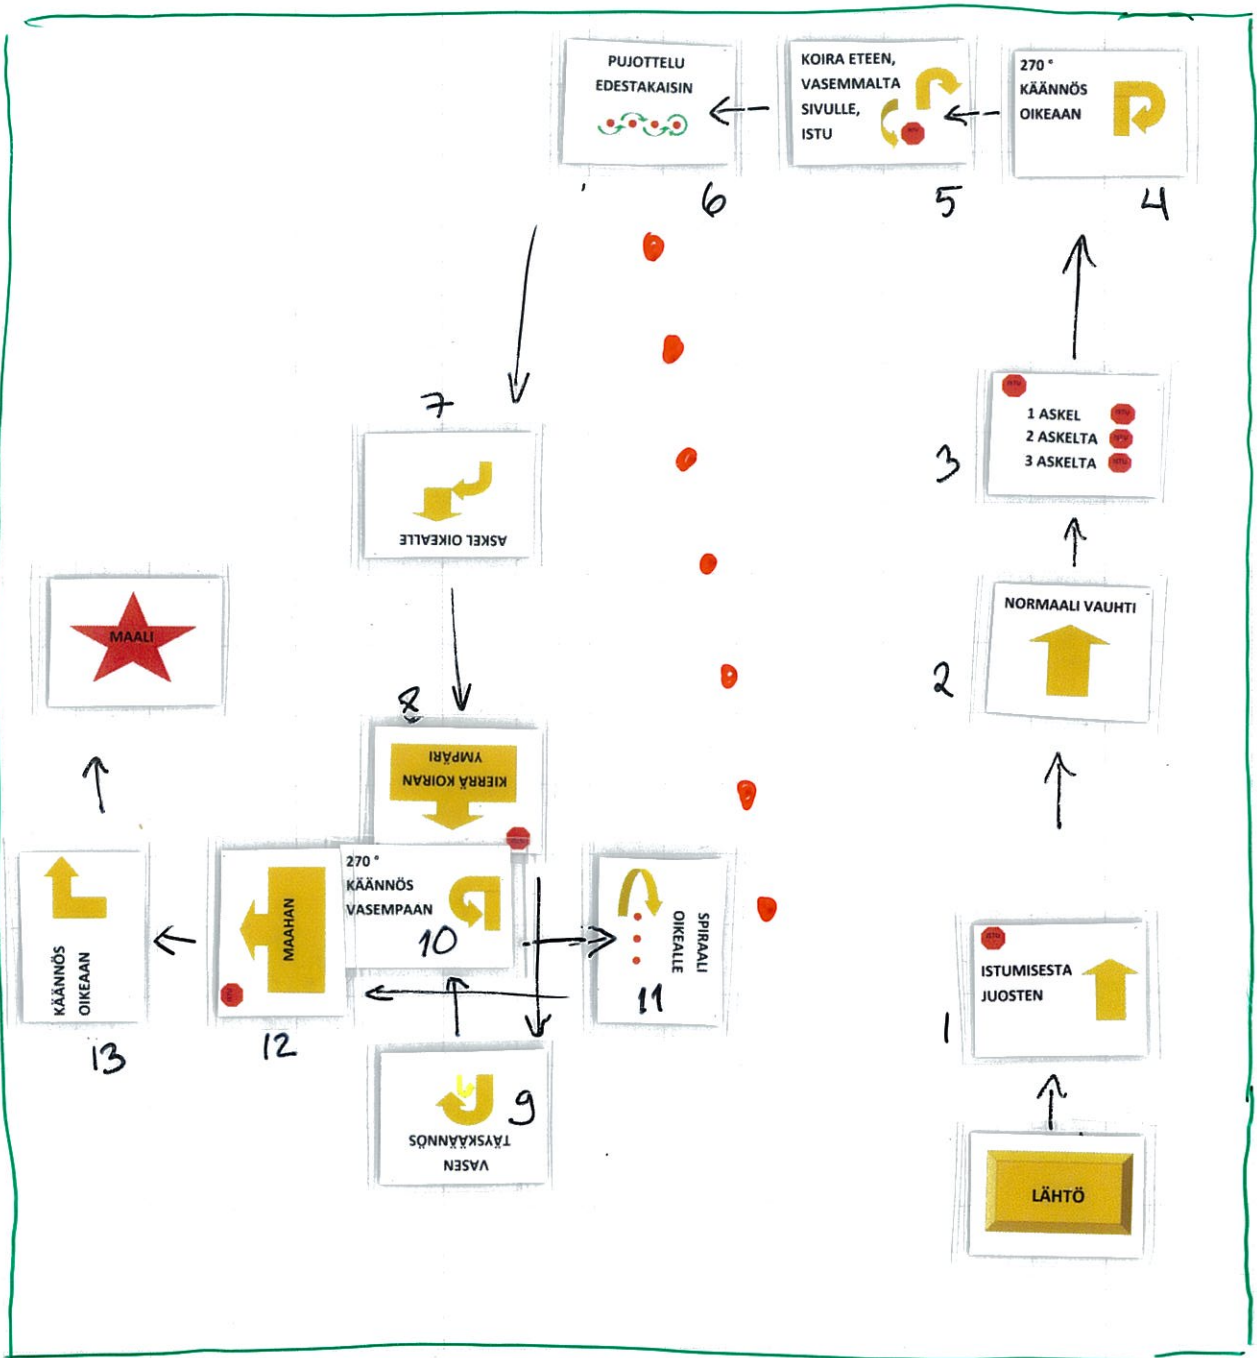 PUJOTTELU
EDESTAKAISIN
6
KOIRA ETEEN,
VASEMMALTA
SIVULLE,
ISTU
5
270 °
KÄÄNNÖS
OIKEAAN
4
1 ASKEL
2 ASKELTA
3 ASKELTA
3
NORMAALI VAUHTI
2
ISTUMISESTA
JUOSTEN
1
LÄHTÖ
7
ASKEL OIKEALLE
8
KIERRÄ KOIRAN
YMPÄRI
270 °
KÄÄNNÖS
VASEMPAAN
10
SPIRAALI
OIKEALLE
11
VASEN
TÄYSKÄÄNNÖS
9
MAAHAN
12
KÄÄNNÖS
OIKEAAN
13
MAALI